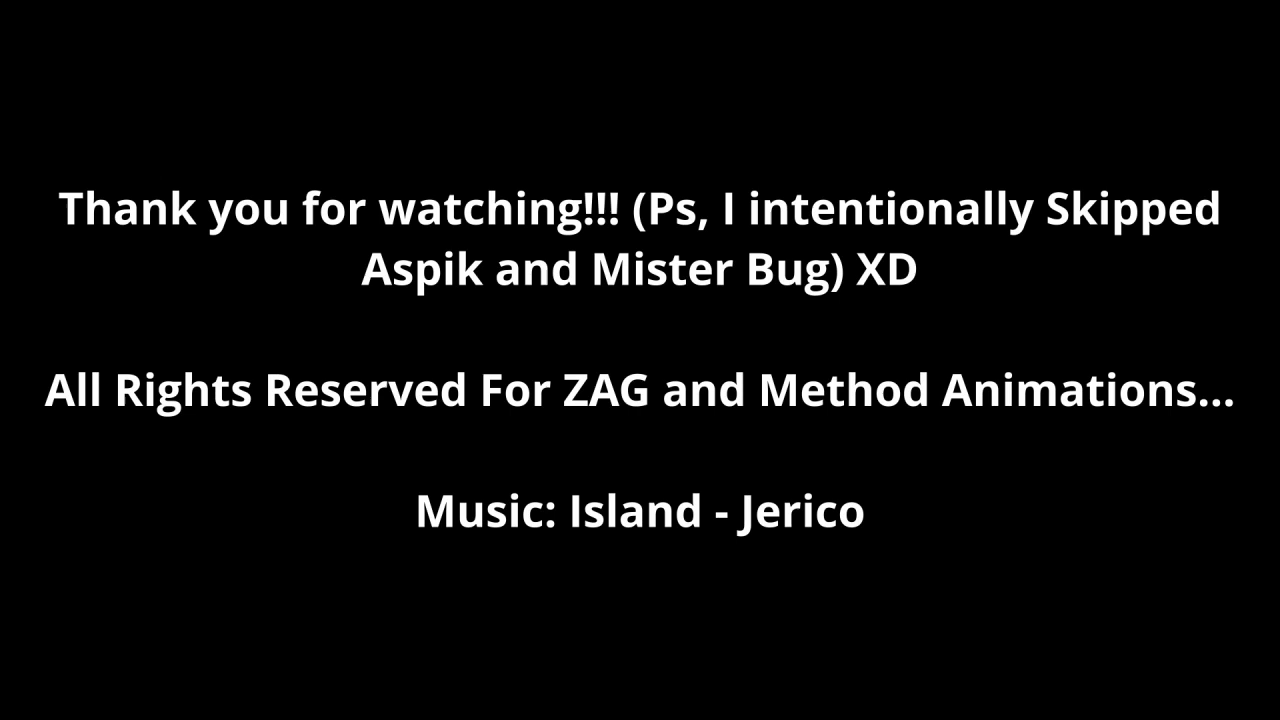 Thank you for watching!!! (Ps, I intentionally Skipped
Aspik and Mister Bug) XD
All Rights Reserved For ZAG and Method Animations...
Music: Island - Jerico